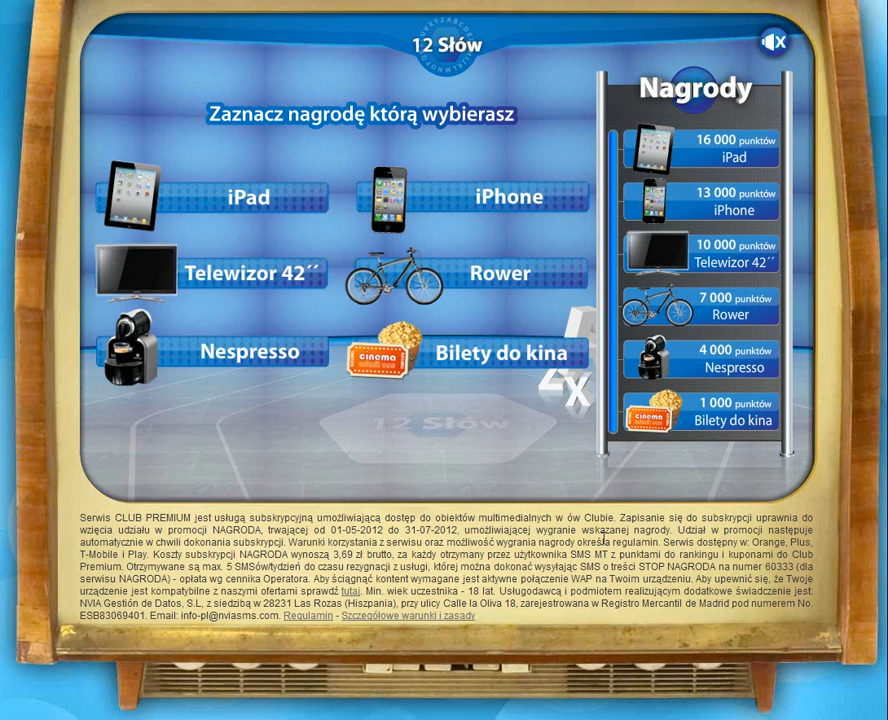 12 Słów
Zaznacz nagrodę którą wybierasz
iPad
iPhone
Telewizor 42´´
Rower
Nespresso
cinema
Bilety do kina
Nagrody
16 000 punktów
iPad
13 000 punktów
iPhone
10 000 punktów
Telewizor 42´´
7 000 punktów
Rower
4 000 punktów
Nespresso
1 000 punktów
cinema
Bilety do kina
2 Słów
Serwis CLUB PREMIUM jest usługą subskrypcyjną umożliwiającą dostęp do obiektów multimedialnych w ów Clubie. Zapisanie się do subskrypcji uprawnia do
wzięcia udziału w promocji NAGRODA, trwającej od 01-05-2012 do 31-07-2012, umożliwiającej wygranie wskazanej nagrody. Udział w promocji następuje
automatycznie w chwili dokonania subskrypcji. Warunki korzystania z serwisu oraz możliwość wygrania nagrody określa regulamin. Serwis dostępny w: Orange, Plus,
T-Mobile i Play. Koszty subskrypcji NAGRODA wynoszą 3,69 zł brutto, za każdy otrzymany przez użytkownika SMS MT z punktami do rankingu i kuponami do Club
Premium. Otrzymywane są max. 5 SMSów/tydzień do czasu rezygnacji z usługi, której można dokonać wysyłając SMS o treści STOP NAGRODA na numer 60333 (dla
serwisu NAGRODA) - opłata wg cennika Operatora. Aby ściągnąć kontent wymagane jest aktywne połączenie WAP na Twoim urządzeniu. Aby upewnić się, że Twoje
urządzenie jest kompatybilne z naszymi ofertami sprawdź tutaj. Min. wiek uczestnika - 18 lat. Usługodawcą i podmiotem realizującym dodatkowe świadczenie jest
NVIA Gestión de Datos, S.L, z siedzibą w 28231 Las Rozas (Hiszpania), przy ulicy Calle la Oliva 18, zarejestrowana w Registro Mercantil de Madrid pod numerem No.
ESB83069401. Email: info-pl@nviasms.com. Regulamin - Szczegółowe warunki i zasady